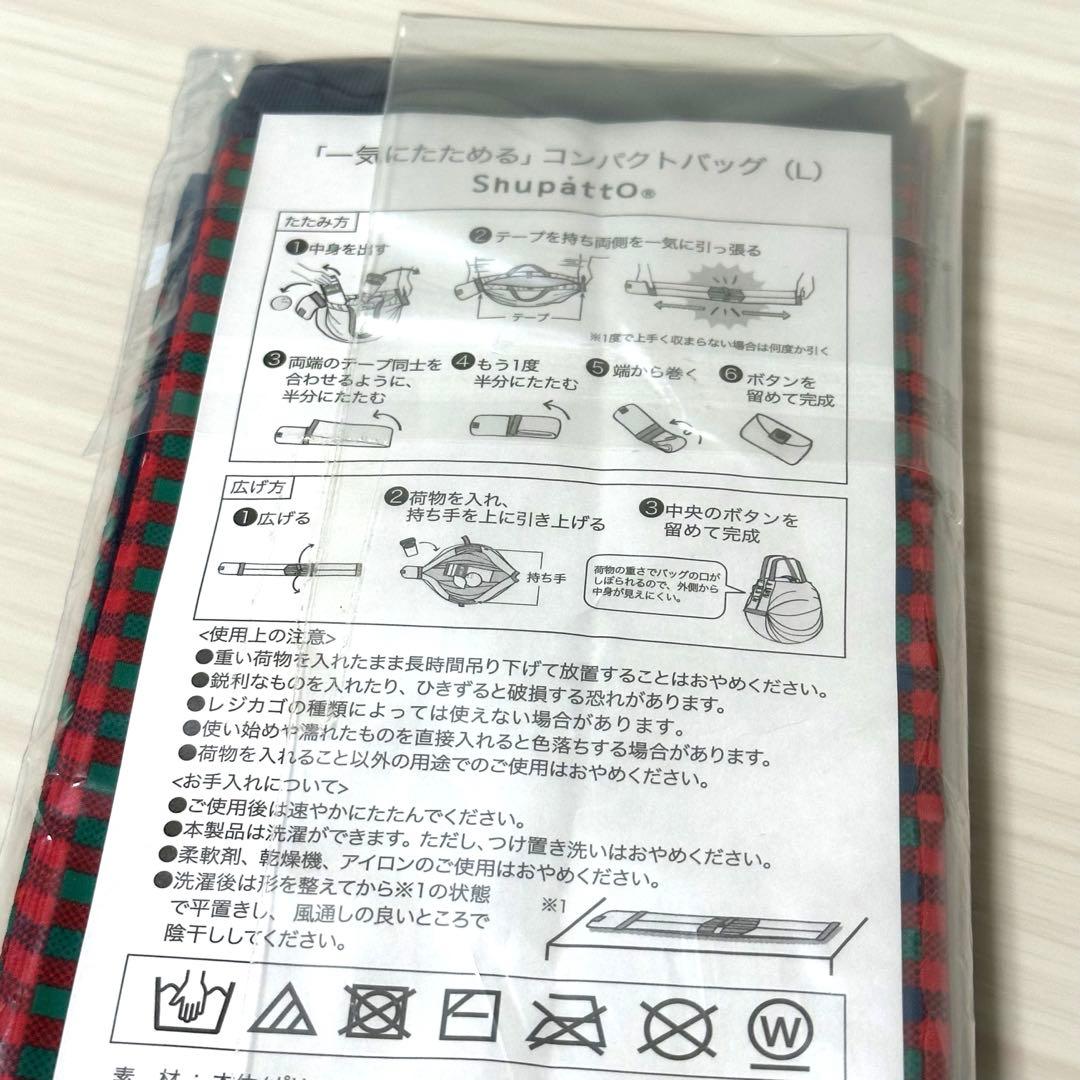 「一気にたためる」コンパクトバッグ（L）
Shupatto®
たたみ方
❶中身を出す
❷テープを持ち両側を一気に引っ張る
テープ
※1度で上手く収まらない場合は何度か引く
❸両端のテープ同士を
合わせるように、
半分にたたむ
❹もう1度
半分にたたむ
❺端から巻く
❻ボタンを
留めて完成
広げ方
❶広げる
❷荷物を入れ、
持ち手を上に引き上げる
持ち手
❸中央のボタンを
留めて完成
荷物の重さでバッグの口が
しぼられるので、外側から
中身が見えにくい。
<使用上の注意>
●重い荷物を入れたまま長時間吊り下げて放置することはおやめください。
●鋭利なものを入れたり、ひきずると破損する恐れがあります。
●レジカゴの種類によっては使えない場合があります。
●使い始めや濡れたものを直接入れると色落ちする場合があります。
●荷物を入れること以外の用途でのご使用はおやめください。
<お手入れについて>
●ご使用後は速やかにたたんでください。
●本製品は洗濯ができます。ただし、つけ置き洗いはおやめください。
●柔軟剤、乾燥機、アイロンのご使用はおやめください。
●洗濯後は形を整えてから※1の状態
で平置きし、風通しの良いところで
陰干ししてください。
※1
W
素 材：本体/ポリ